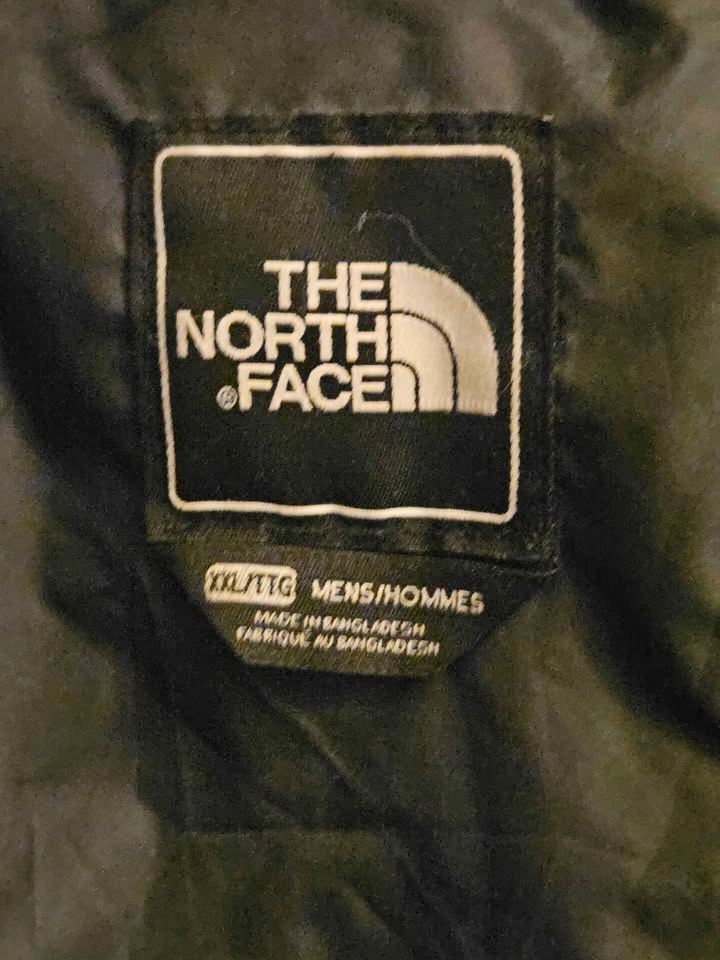 THE
NORTH
®FACE
XXL/TTG MENS/HOMMES
MADE IN BANGLADESH
FABRIQUÉ AU BANGLADESH